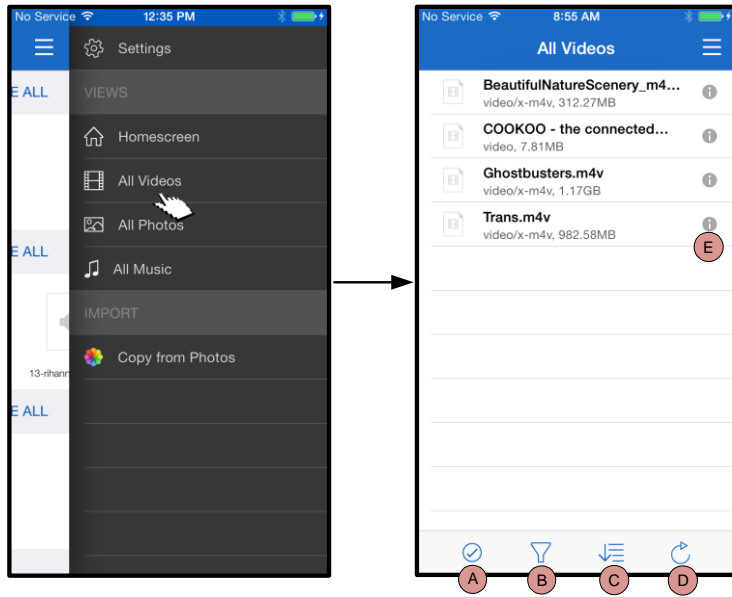 No Service 12:35 PM
Settings
E ALL
VIEWS
Homescreen
All Videos
All Photos
E ALL
All Music
IMPORT
Copy from Photos
13-rihann
E ALL
No Service 8:55 AM
All Videos
BeautifulNatureScenery_m4...
video/x-m4v, 312.27MB
COOKOO - the connected...
video, 7.81MB
Ghostbusters.m4v
video/x-m4v, 1.17GB
Trans.m4v
video/x-m4v, 982.58MB
E
A B C D